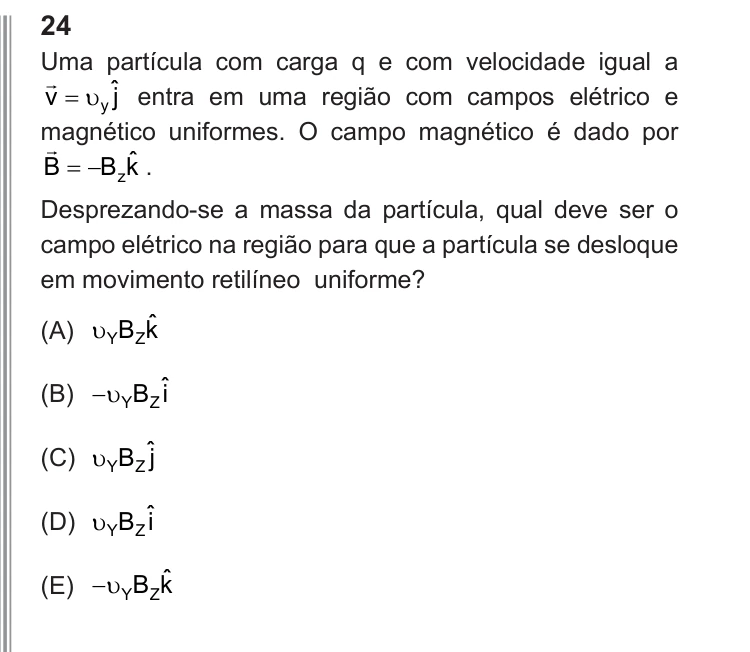 24
Uma partícula com carga q e com velocidade igual a
v⃗ = υ_y ĵ entra em uma região com campos elétrico e
magnético uniformes. O campo magnético é dado por
B⃗ = –B_z k̂ .
Desprezando-se a massa da partícula, qual deve ser o
campo elétrico na região para que a partícula se desloque
em movimento retilíneo uniforme?
(A) υ_Y B_Z k̂
(B) –υ_Y B_Z î
(C) υ_Y B_Z ĵ
(D) υ_Y B_Z î
(E) –υ_Y B_Z k̂